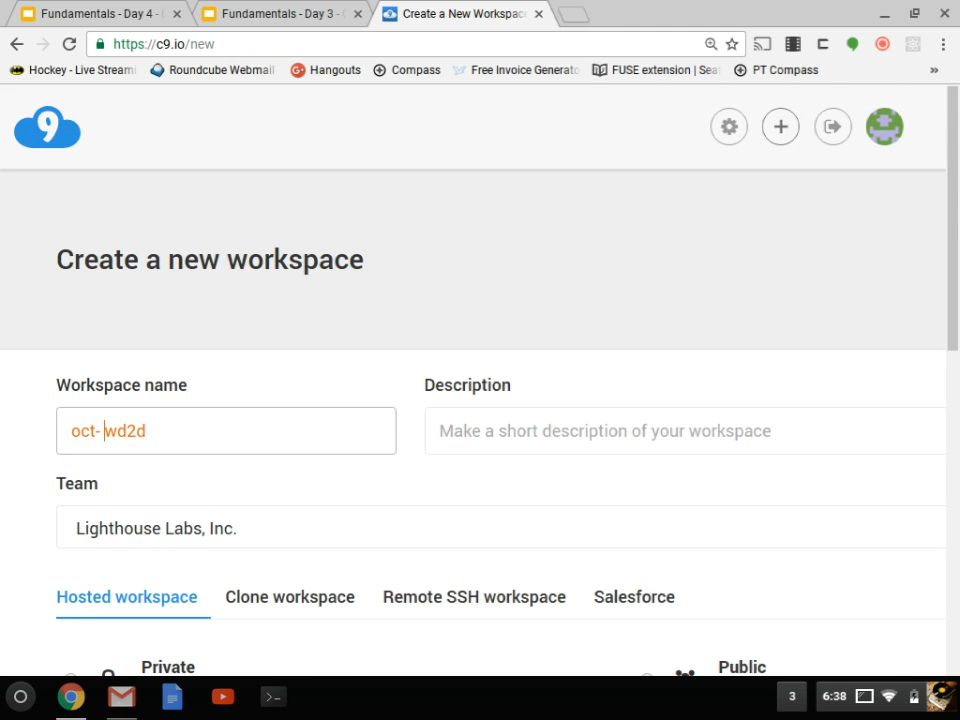 Fundamentals - Day 4 -
Fundamentals - Day 3 -
Create a New Workspac
https://c9.io/new
Hockey - Live Streami
Roundcube Webmail
Hangouts
Compass
Free Invoice Generato
FUSE extension | Sea
PT Compass
»
9
Create a new workspace
Workspace name
Description
oct- wd2d
Make a short description of your workspace
Team
Lighthouse Labs, Inc.
Hosted workspace
Clone workspace
Remote SSH workspace
Salesforce
Private
Public
3
6:38